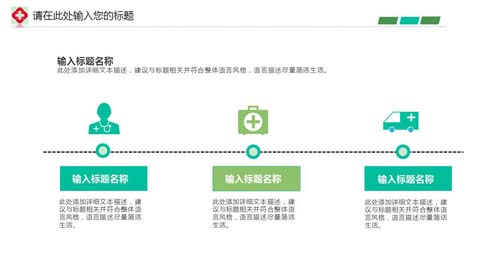 请在此处输入您的标题
输入标题名称
此处添加详细文本描述，建议与标题相关并符合整体语言风格，语言描述尽量简洁生活。
输入标题名称
此处添加详细文本描述，建
议与标题相关并符合整体语
言风格，语言描述尽量简洁
生活。
输入标题名称
此处添加详细文本描述，建
议与标题相关并符合整体语
言风格，语言描述尽量简洁
生活。
输入标题名称
此处添加详细文本描述，建
议与标题相关并符合整体语
言风格，语言描述尽量简洁
生活。